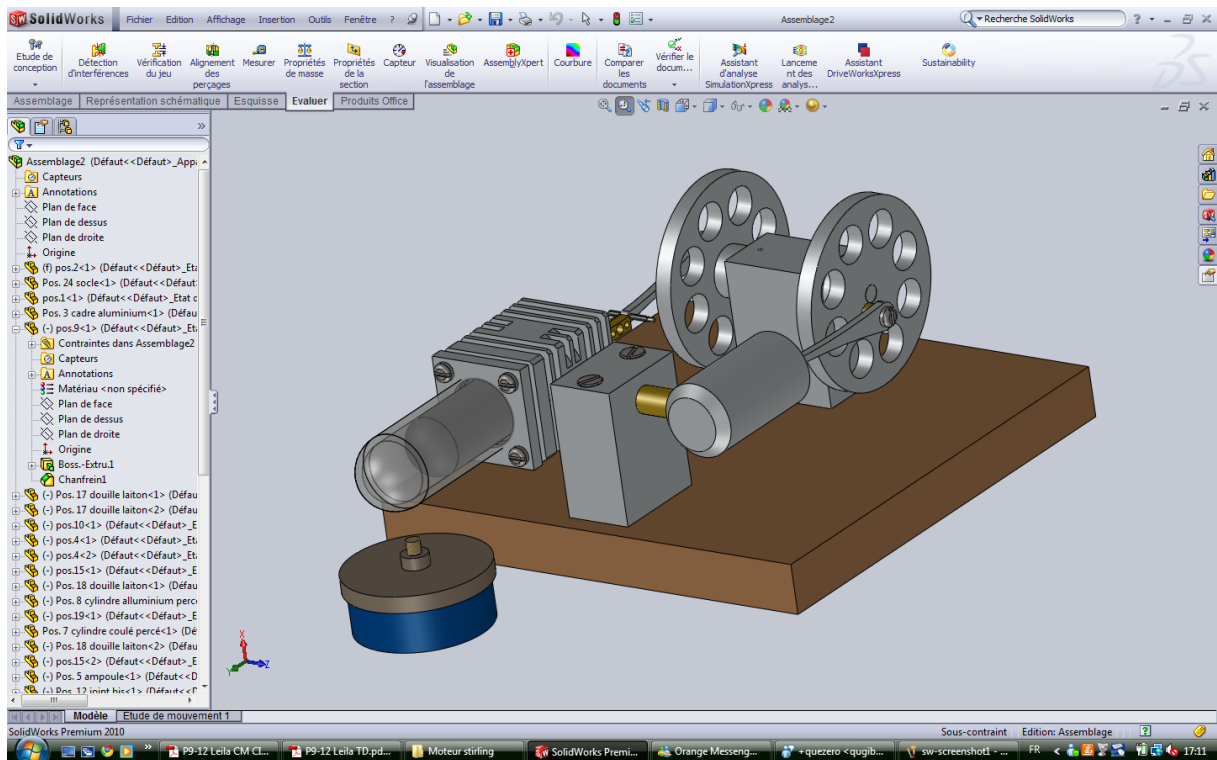 SolidWorks Fichier Edition Affichage Insertion Outils Fenêtre ? Assemblage2 Recherche SolidWorks ?
Etude de conception
Détection d'interférences
Vérification du jeu
Alignement des perçages
Mesurer
Propriétés de masse
Propriétés de la section
Capteur
Visualisation de l'assemblage
AssemblyXpert
Courbure
Comparer les documents
Vérifier le docum...
Assistant d'analyse SimulationXpress
Lanceme nt des analys...
Assistant DriveWorksXpress
Sustainability
Assemblage Représentation schématique Esquisse Evaluer Produits Office
Assemblage2 (Défaut<<Défaut>_Appa
Capteurs
Annotations
Plan de face
Plan de dessus
Plan de droite
Origine
(f) pos.2<1> (Défaut<<Défaut>_Eta
Pos. 24 socle<1> (Défaut<<Défaut
pos.1<1> (Défaut<<Défaut>_Etat d
Pos. 3 cadre aluminium<1> (Défau
(-) pos.9<1> (Défaut<<Défaut>_Eta
Contraintes dans Assemblage2
Capteurs
Annotations
Matériau <non spécifié>
Plan de face
Plan de dessus
Plan de droite
Origine
Boss.-Extru.1
Chanfrein1
(-) Pos. 17 douille laiton<1> (Défau
(-) Pos. 17 douille laiton<2> (Défau
(-) pos.10<1> (Défaut<<Défaut>_E
(-) pos.4<1> (Défaut<<Défaut>_Eta
(-) pos.4<2> (Défaut<<Défaut>_Eta
(-) pos.15<1> (Défaut<<Défaut>_E
(-) Pos. 18 douille laiton<1> (Défau
(-) Pos. 8 cylindre alluminium perc
(-) pos.19<1> (Défaut<<Défaut>_E
Pos. 7 cylindre coulé percé<1> (Dé
(-) Pos. 18 douille laiton<2> (Défau
(-) pos.15<2> (Défaut<<Défaut>_E
(-) Pos. 5 ampoule<1> (Défaut<<D
(-) Pos. 12 joint bis<1> (Défaut<<D
X
Y
Z
Modèle Etude de mouvement 1
SolidWorks Premium 2010 Sous-contraint Edition: Assemblage
P9-12 Leila CM Cl... P9-12 Leila TD.pd... Moteur stirling SolidWorks Premi... Orange Messeng... +quezero <qugib... sw-screenshot1 - ... FR 17:11